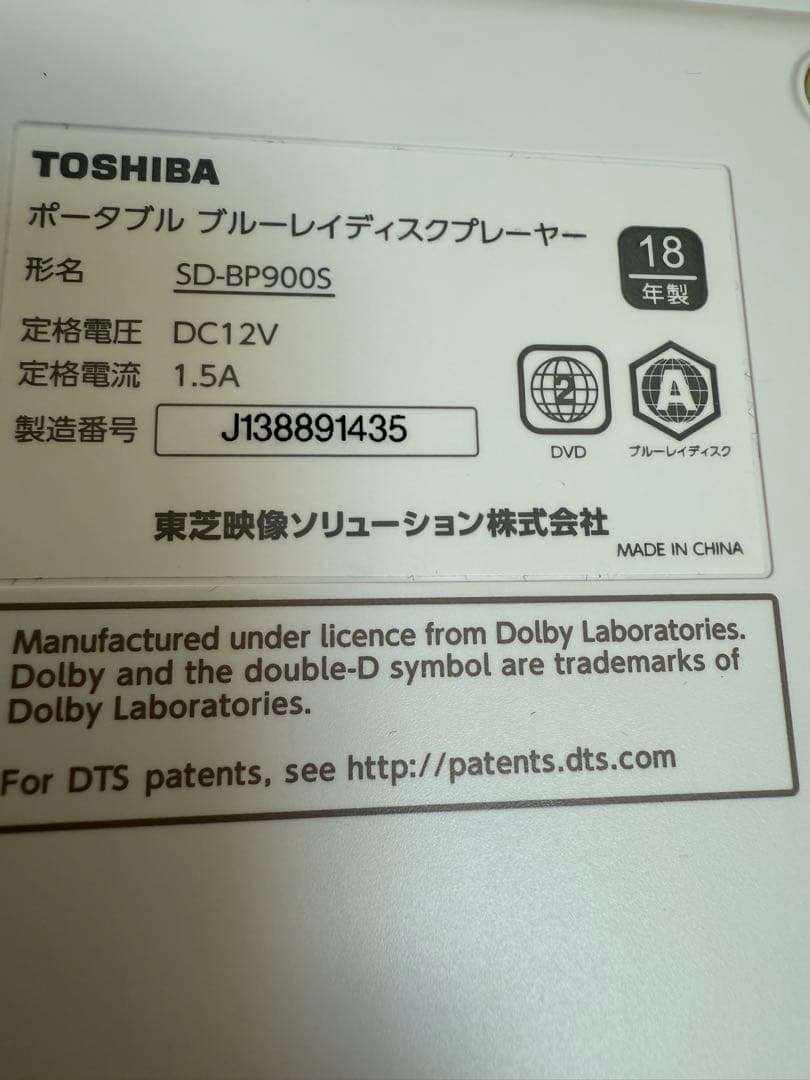 TOSHIBA
ポータブル ブルーレイディスクプレーヤー
18
年製
形名 SD-BP900S
定格電圧 DC12V
定格電流 1.5A
製造番号 J138891435
2
DVD
A
ブルーレイディスク
東芝映像ソリューション株式会社
MADE IN CHINA
Manufactured under licence from Dolby Laboratories.
Dolby and the double-D symbol are trademarks of
Dolby Laboratories.
For DTS patents, see http://patents.dts.com